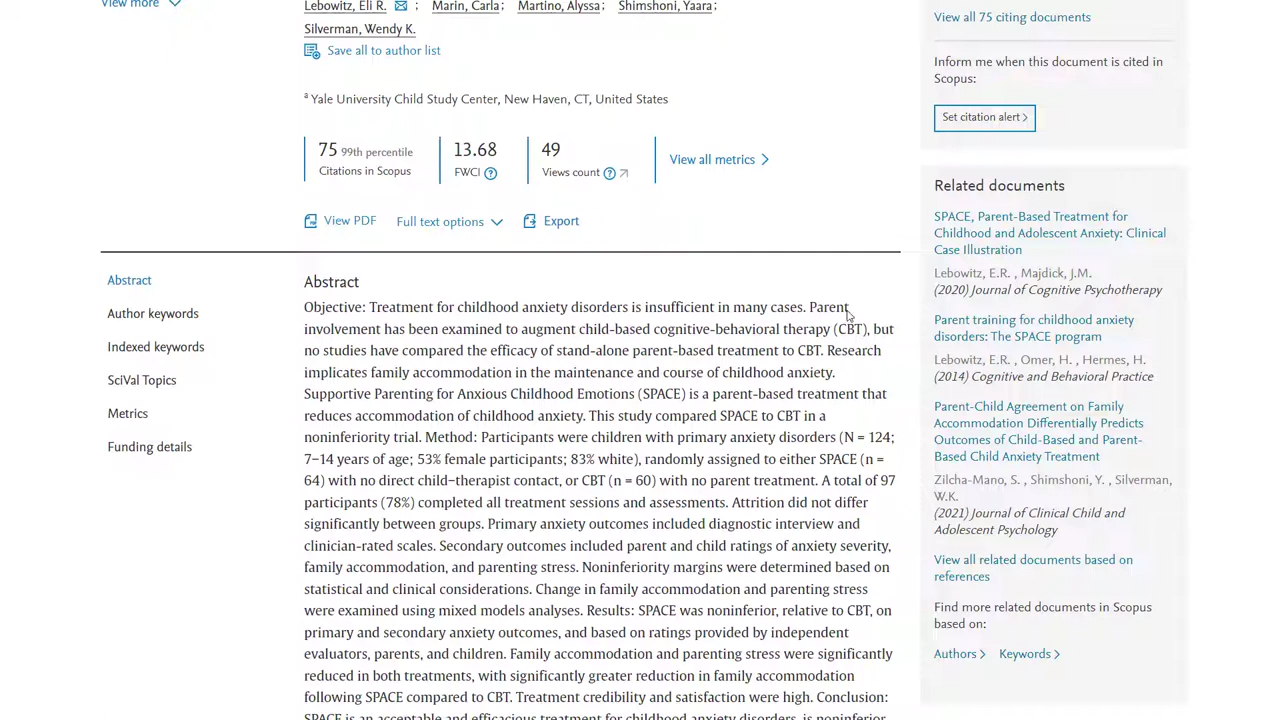 View more
Lebowitz, Eli R. ; Marin, Carla; Martino, Alyssa; Shimshoni, Yaara;
Silverman, Wendy K.
Save all to author list
a Yale University Child Study Center, New Haven, CT, United States
75 99th percentile
Citations in Scopus
13.68
FWCI
49
Views count
View all metrics
View PDF
Full text options
Export
Abstract
Author keywords
Indexed keywords
SciVal Topics
Metrics
Funding details
Abstract
Objective: Treatment for childhood anxiety disorders is insufficient in many cases. Parent
involvement has been examined to augment child-based cognitive-behavioral therapy (CBT), but
no studies have compared the efficacy of stand-alone parent-based treatment to CBT. Research
implicates family accommodation in the maintenance and course of childhood anxiety.
Supportive Parenting for Anxious Childhood Emotions (SPACE) is a parent-based treatment that
reduces accommodation of childhood anxiety. This study compared SPACE to CBT in a
noninferiority trial. Method: Participants were children with primary anxiety disorders (N = 124;
7–14 years of age; 53% female participants; 83% white), randomly assigned to either SPACE (n =
64) with no direct child–therapist contact, or CBT (n = 60) with no parent treatment. A total of 97
participants (78%) completed all treatment sessions and assessments. Attrition did not differ
significantly between groups. Primary anxiety outcomes included diagnostic interview and
clinician-rated scales. Secondary outcomes included parent and child ratings of anxiety severity,
family accommodation, and parenting stress. Noninferiority margins were determined based on
statistical and clinical considerations. Change in family accommodation and parenting stress
were examined using mixed models analyses. Results: SPACE was noninferior, relative to CBT, on
primary and secondary anxiety outcomes, and based on ratings provided by independent
evaluators, parents, and children. Family accommodation and parenting stress were significantly
reduced in both treatments, with significantly greater reduction in family accommodation
following SPACE compared to CBT. Treatment credibility and satisfaction were high. Conclusion:
SPACE is an acceptable and efficacious treatment for childhood anxiety disorders, is noninferior
View all 75 citing documents
Inform me when this document is cited in
Scopus:
Set citation alert
Related documents
SPACE, Parent-Based Treatment for
Childhood and Adolescent Anxiety: Clinical
Case Illustration
Lebowitz, E.R. , Majdick, J.M.
(2020) Journal of Cognitive Psychotherapy
Parent training for childhood anxiety
disorders: The SPACE program
Lebowitz, E.R. , Omer, H. , Hermes, H.
(2014) Cognitive and Behavioral Practice
Parent-Child Agreement on Family
Accommodation Differentially Predicts
Outcomes of Child-Based and Parent-
Based Child Anxiety Treatment
Zilcha-Mano, S. , Shimshoni, Y. , Silverman,
W.K.
(2021) Journal of Clinical Child and
Adolescent Psychology
View all related documents based on
references
Find more related documents in Scopus
based on:
Authors
Keywords